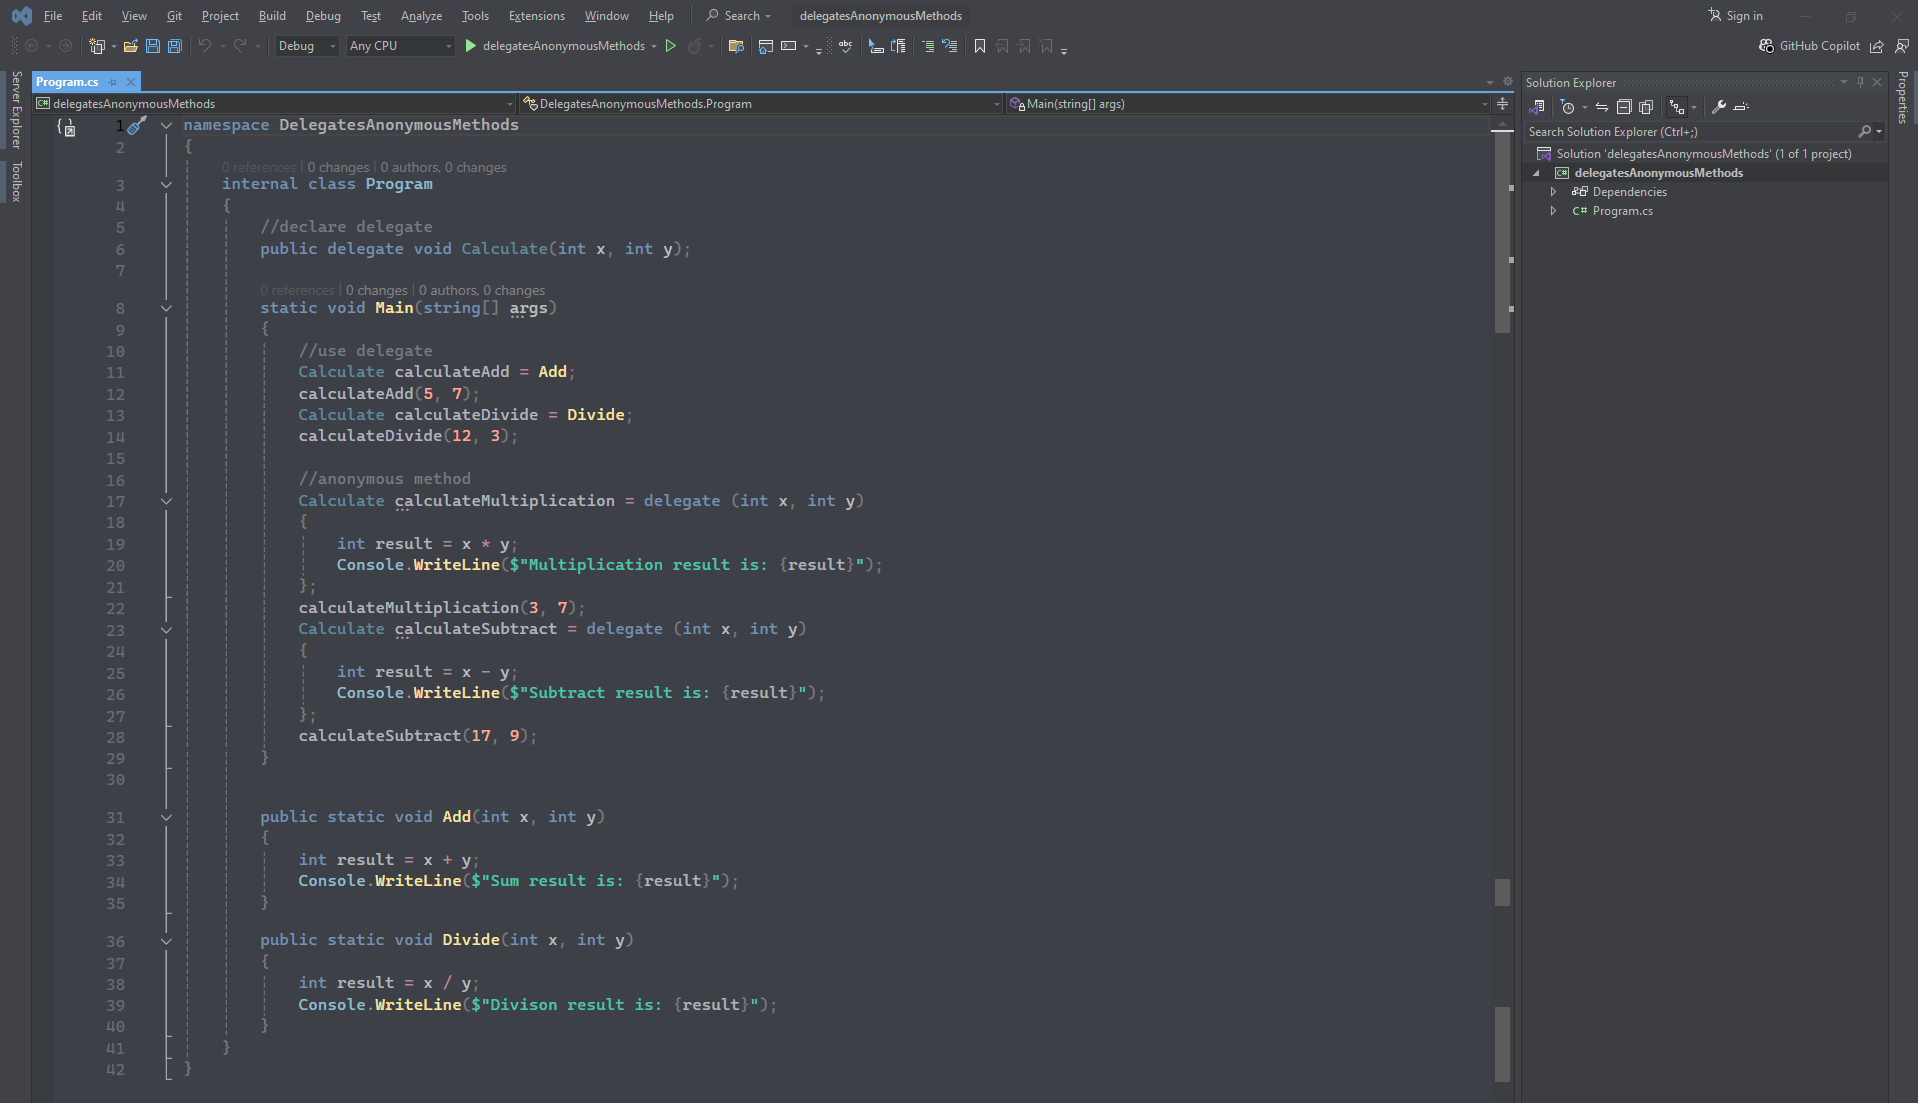 File Edit View Git Project Build Debug Test Analyze Tools Extensions Window Help Search delegatesAnonymousMethods Sign in
Debug Any CPU delegatesAnonymousMethods abc GitHub Copilot
Server Explorer
Toolbox
Program.cs
C# delegatesAnonymousMethods DelegatesAnonymousMethods.Program Main(string[] args)
1 namespace DelegatesAnonymousMethods
2 {
0 references | 0 changes | 0 authors, 0 changes
3 internal class Program
4 {
5 //declare delegate
6 public delegate void Calculate(int x, int y);
7
0 references | 0 changes | 0 authors, 0 changes
8 static void Main(string[] args)
9 {
10 //use delegate
11 Calculate calculateAdd = Add;
12 calculateAdd(5, 7);
13 Calculate calculateDivide = Divide;
14 calculateDivide(12, 3);
15
16 //anonymous method
17 Calculate calculateMultiplication = delegate (int x, int y)
18 {
19 int result = x * y;
20 Console.WriteLine($"Multiplication result is: {result}");
21 };
22 calculateMultiplication(3, 7);
23 Calculate calculateSubtract = delegate (int x, int y)
24 {
25 int result = x - y;
26 Console.WriteLine($"Subtract result is: {result}");
27 };
28 calculateSubtract(17, 9);
29 }
30
31 public static void Add(int x, int y)
32 {
33 int result = x + y;
34 Console.WriteLine($"Sum result is: {result}");
35 }
36 public static void Divide(int x, int y)
37 {
38 int result = x / y;
39 Console.WriteLine($"Divison result is: {result}");
40 }
41 }
42 }
Solution Explorer
Search Solution Explorer (Ctrl+;)
Solution 'delegatesAnonymousMethods' (1 of 1 project)
C# delegatesAnonymousMethods
Dependencies
C# Program.cs
Properties